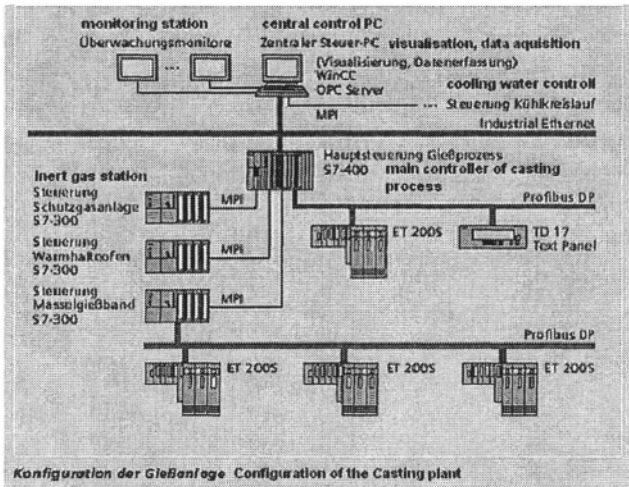 monitoring station
central control PC
Überwachungsmonitore
Zentraler Steuer-PC visualisation, data aquisition
(Visualisierung, Datenerfassung)
WinCC
OPC Server
cooling water controll
... Steuerung Kühlkreislauf
MPI
Industrial Ethernet
Hauptsteuerung Gießprozess
S7-400 main controller of casting process
Inert gas station
Steuerung
Schutzgasanlage
S7-300
MPI
Profibus DP
ET 200S
TD 17
Text Panel
Steuerung
Warmhalteofen
S7-300
MPI
Steuerung
Masselgießband
S7-300
MPI
Profibus DP
ET 200S
ET 200S
ET 200S
Konfiguration der Gießanlage Configuration of the Casting plant